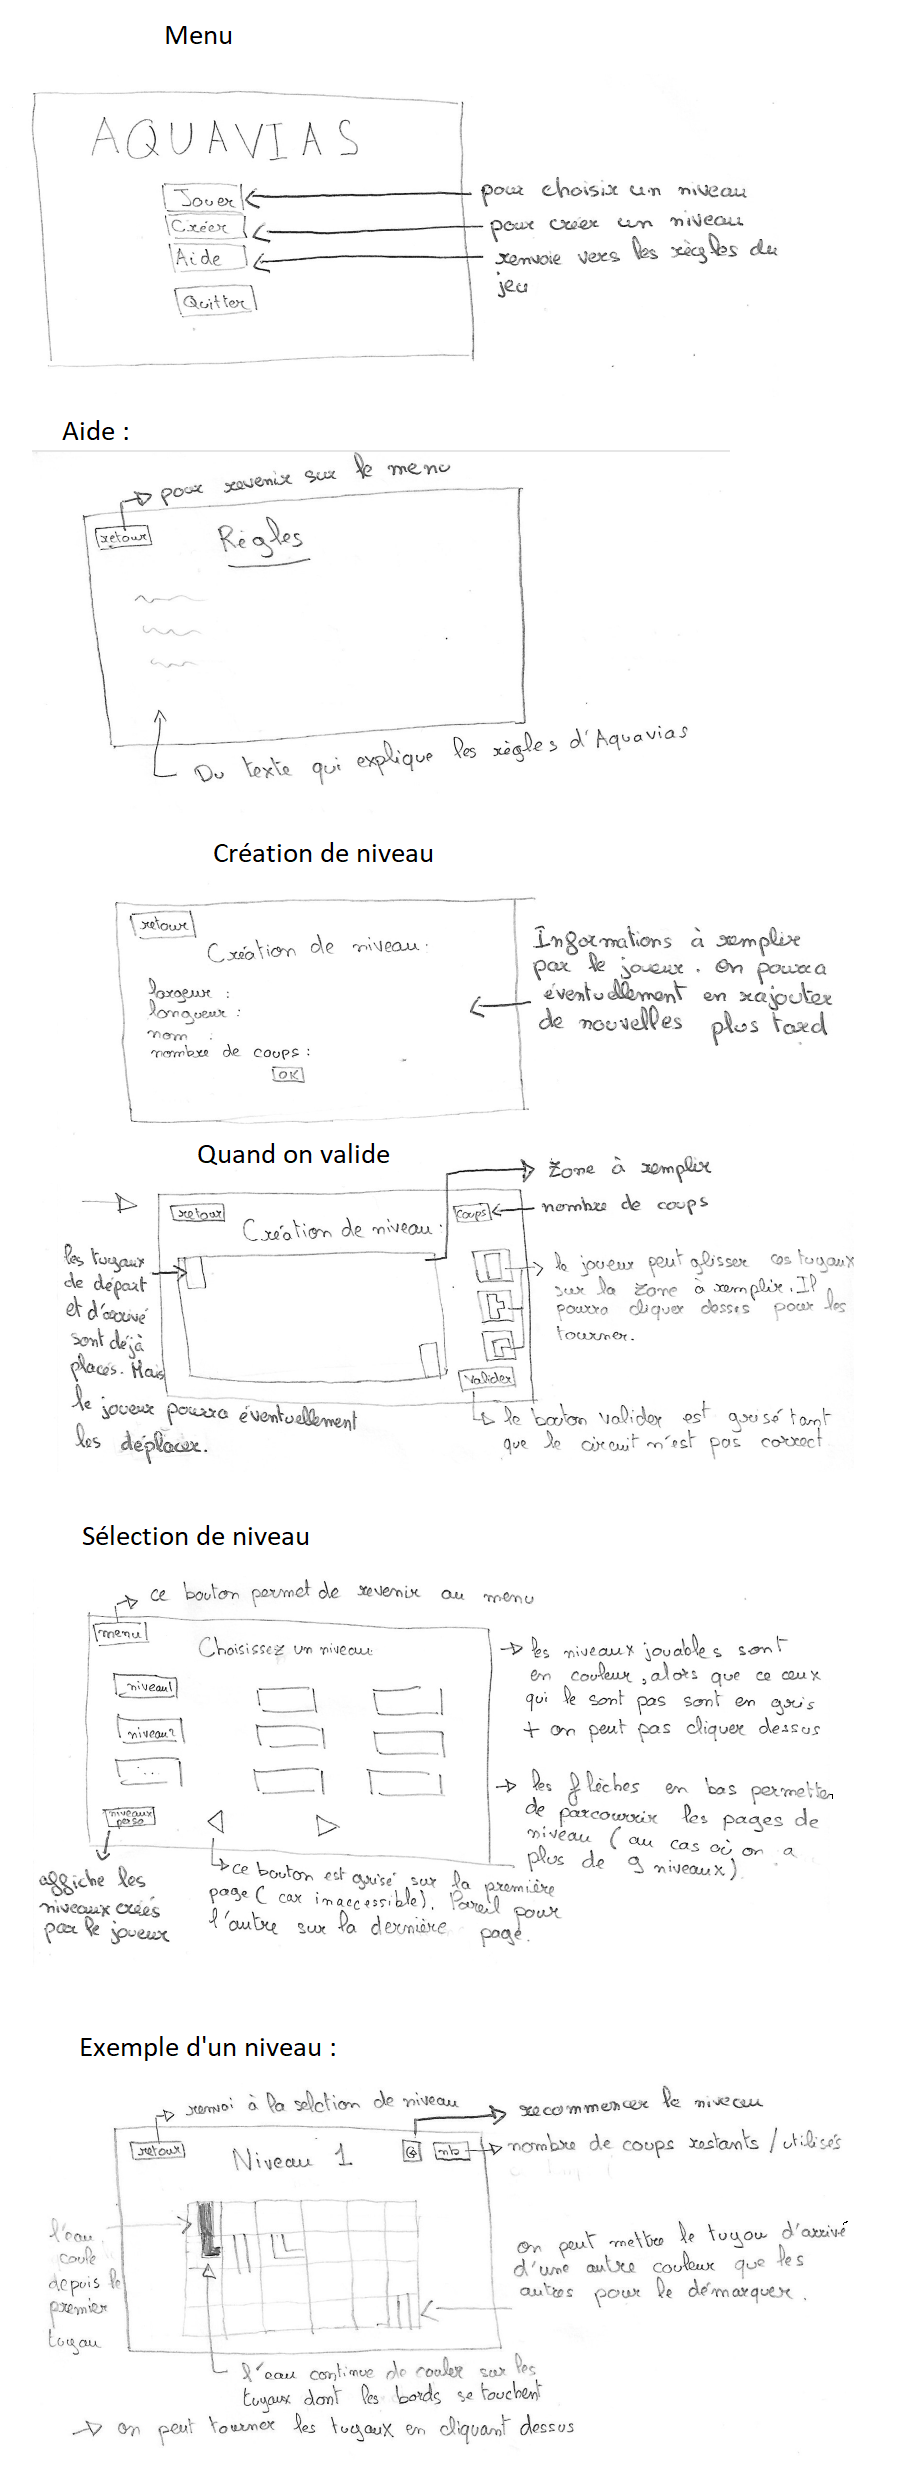 Menu
AQUAVIAS
Jouer
pour choisir un niveau
Créer
pour créer un niveau
Aide
renvoie vers les règles du
jeu
Quitter
Aide :
pour revenir sur le menu
retour
Règles
Du texte qui explique les règles d'Aquavias
Création de niveau
retour
Création de niveau.
largeur :
longueur :
nom :
nombre de coups :
OK
Informations à remplir
par le joueur. On pourra
éventuellement en rajouter
de nouvelles plus tard
Quand on valide
zone à remplir
retour
Création de niveau.
coups
nombre de coups
les tuyaux
de départ
et d'arrivé
sont déjà
placés. Mais
le joueur pourra éventuellement
les déplacer.
le joueur peut glisser ces tuyaux
sur la zone à remplir. Il
pourra cliquer dessus pour les
tourner.
Valider
le bouton valider est grisé tant
que le circuit n'est pas correct
Sélection de niveau
ce bouton permet de revenir au menu
menu
Choisissez un niveau
niveau1
niveau2
...
niveaux
perso
les niveaux jouables sont
en couleur, alors que ce ceux
qui le sont pas sont en gris
+ on peut pas cliquer dessus
les flèches en bas permetten
de parcourrir les pages de
niveau (au cas où on a
plus de 9 niveaux)
affiche les
niveaux créés
par le joueur
ce bouton est grisé sur la première
page (car inaccessible). Pareil pour
l'autre sur la dernière page.
Exemple d'un niveau :
renvoi à la selction de niveau
recommencer le niveau
retour
Niveau 1
nb
nombre de coups restants / utilisés
l'eau
coule
depuis le
premier
tuyau
on peut mettre le tuyau d'arrivé
d'une autre couleur que les
autres pour le démarquer.
l'eau continue de couler sur les
tuyaux dont les bords se touchent
on peut tourner les tuyaux en cliquant dessus